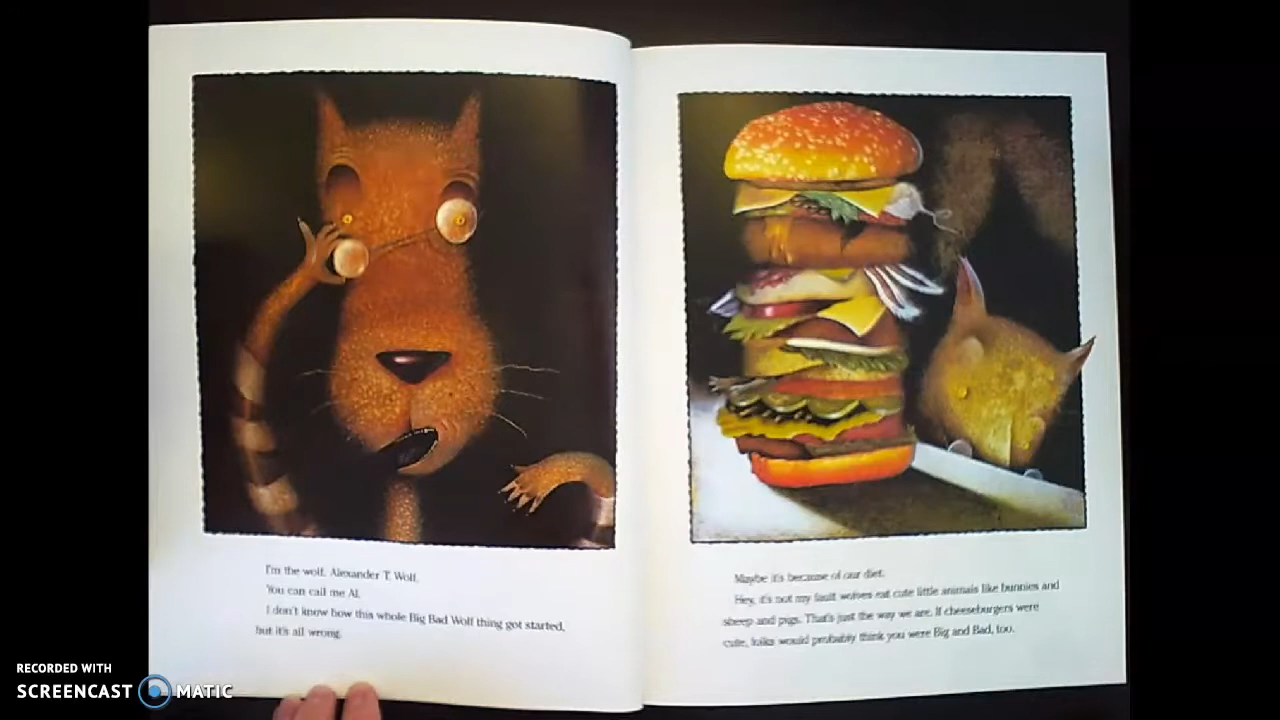 I'm the wolf. Alexander T. Wolf.
You can call me Al.
I don't know how this whole Big Bad Wolf thing got started,
but it's all wrong.
Maybe it's because of our diet.
Hey, it's not my fault wolves eat cute little animals like bunnies and
sheep and pigs. That's just the way we are. If cheeseburgers were
cute, folks would probably think you were Big and Bad, too.
RECORDED WITH
SCREENCAST MATIC